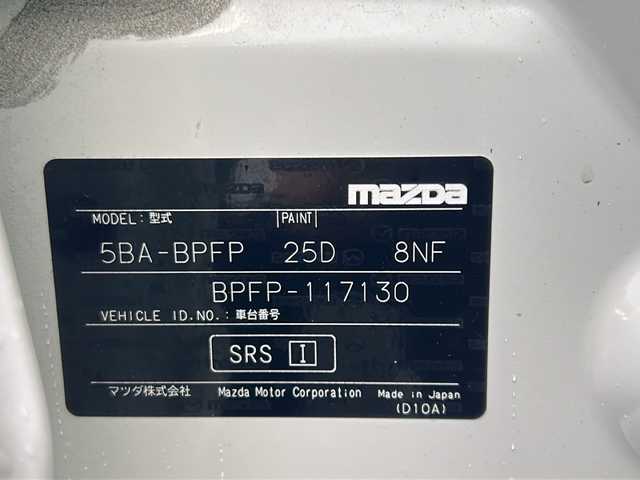 mazda
MODEL:型式 PAINT
5BA-BPFP 25D 8NF
BPFP-117130
VEHICLE ID.NO.:車台番号
SRS I
マツダ株式会社 Mazda Motor Corporation Made in Japan
(D10A)